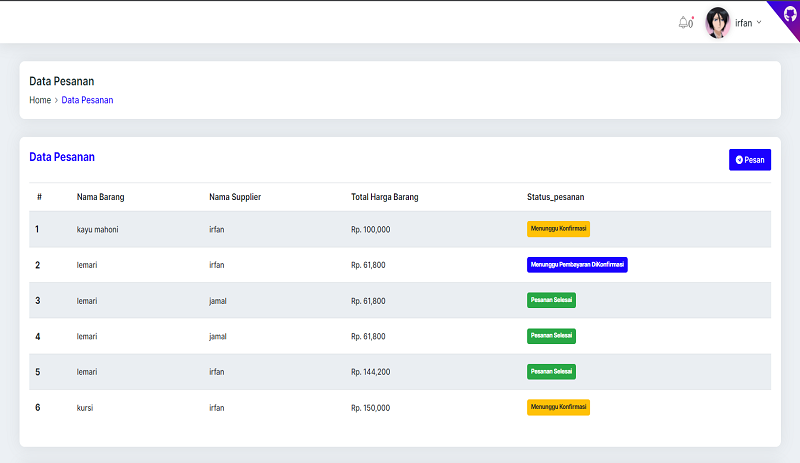 0 irfan
Data Pesanan
Home > Data Pesanan
Data Pesanan Pesan
# Nama Barang Nama Supplier Total Harga Barang Status_pesanan
1 kayu mahoni irfan Rp. 100,000 Menunggu Konfirmasi
2 lemari irfan Rp. 61,800 Menunggu Pembayaran DiKonfirmasi
3 lemari jamal Rp. 61,800 Pesanan Selesai
4 lemari jamal Rp. 61,800 Pesanan Selesai
5 lemari irfan Rp. 144,200 Pesanan Selesai
6 kursi irfan Rp. 150,000 Menunggu Konfirmasi